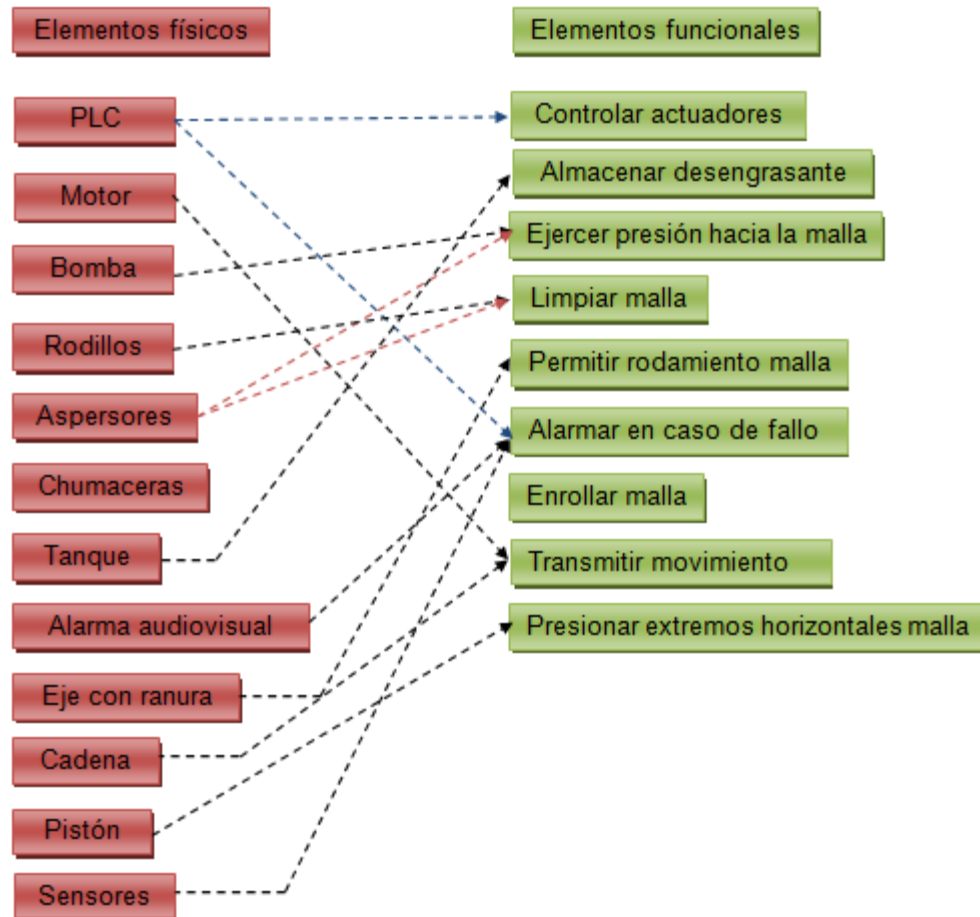 Elementos físicos
PLC
Motor
Bomba
Rodillos
Aspersores
Chumaceras
Tanque
Alarma audiovisual
Eje con ranura
Cadena
Pistón
Sensores
Elementos funcionales
Controlar actuadores
Almacenar desengrasante
Ejercer presión hacia la malla
Limpiar malla
Permitir rodamiento malla
Alarmar en caso de fallo
Enrollar malla
Transmitir movimiento
Presionar extremos horizontales malla